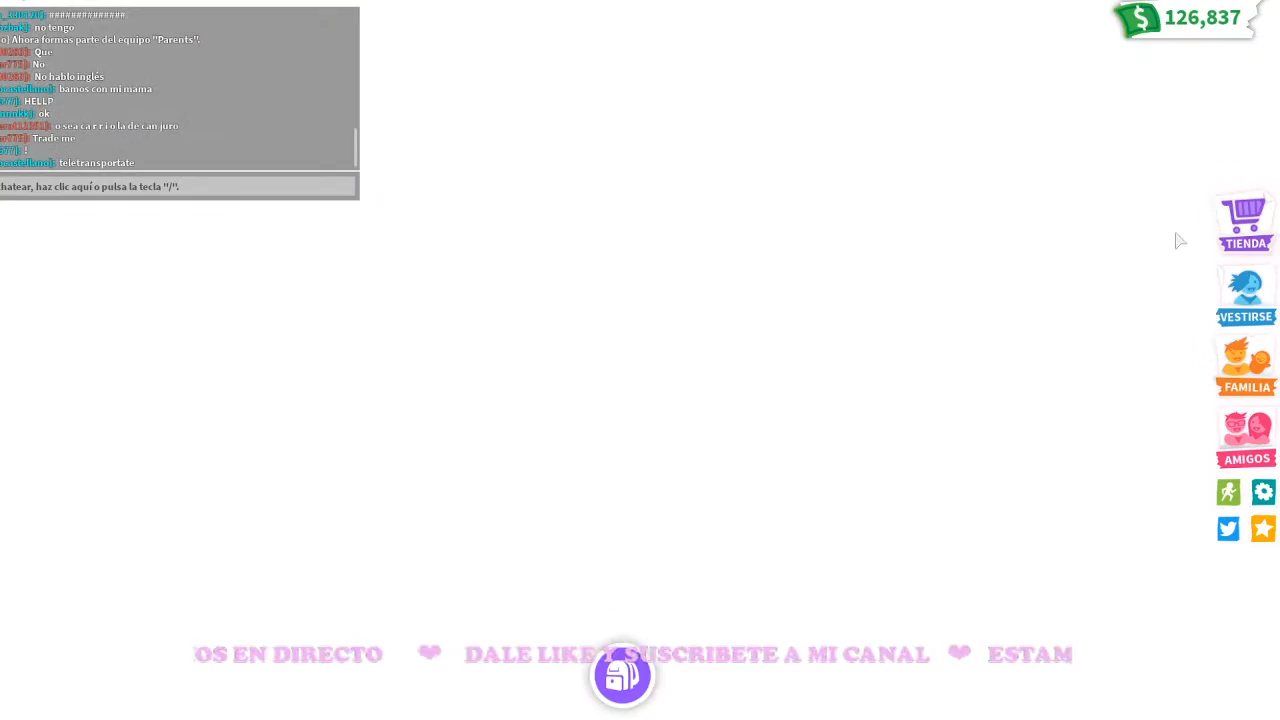 ##############
no tengo
Ahora formas parte del equipo "Parents".
Que
No
No hablo inglés
bamos con mi mama
HELLP
ok
o sea c a r r i o la de can juro
Trade me
!
teletransportate
hatear, haz clic aquí o pulsa la tecla "/".
126,837
TIENDA
VESTIRSE
FAMILIA
AMIGOS
OS EN DIRECTO ❤ DALE LIKE Y SUSCRIBETE A MI CANAL ❤ ESTAM